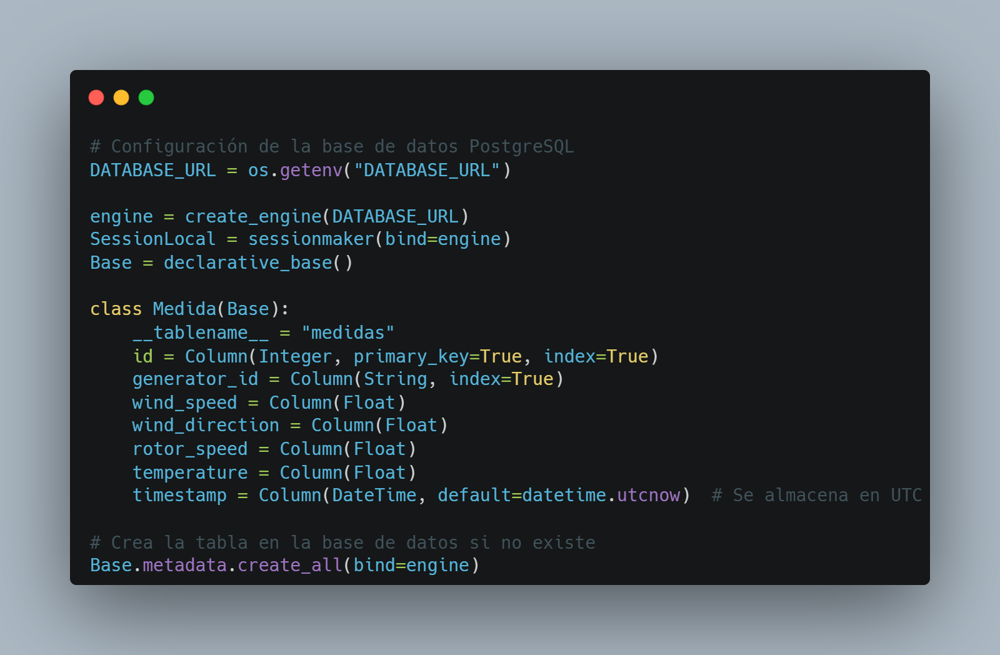 # Configuración de la base de datos PostgreSQL
DATABASE_URL = os.getenv("DATABASE_URL")
engine = create_engine(DATABASE_URL)
SessionLocal = sessionmaker(bind=engine)
Base = declarative_base()
class Medida(Base):
    __tablename__ = "medidas"
    id = Column(Integer, primary_key=True, index=True)
    generator_id = Column(String, index=True)
    wind_speed = Column(Float)
    wind_direction = Column(Float)
    rotor_speed = Column(Float)
    temperature = Column(Float)
    timestamp = Column(DateTime, default=datetime.utcnow)  # Se almacena en UTC
# Crea la tabla en la base de datos si no existe
Base.metadata.create_all(bind=engine)